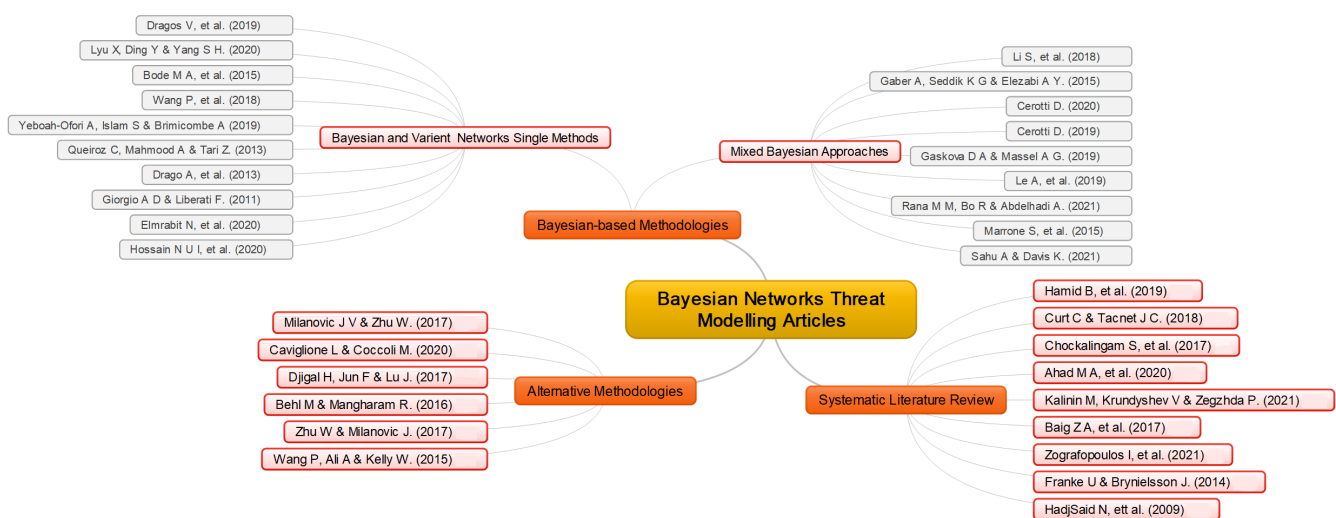 Dragos V, et al. (2019)
Lyu X, Ding Y & Yang S H. (2020)
Bode M A, et al. (2015)
Wang P, et al. (2018)
Yeboah-Ofori A, Islam S & Brimicombe A (2019)
Queiroz C, Mahmood A & Tari Z. (2013)
Drago A, et al. (2013)
Giorgio A D & Liberati F. (2011)
Elmrabit N, et al. (2020)
Hossain N U I, et al. (2020)
Bayesian and Varient Networks Single Methods
Li S, et al. (2018)
Gaber A, Seddik K G & Elezabi A Y. (2015)
Cerotti D. (2020)
Cerotti D. (2019)
Gaskova D A & Massel A G. (2019)
Le A, et al. (2019)
Rana M M, Bo R & Abdelhadi A. (2021)
Marrone S, et al. (2015)
Sahu A & Davis K. (2021)
Mixed Bayesian Approaches
Bayesian-based Methodologies
Bayesian Networks Threat
Modelling Articles
Milanovic J V & Zhu W. (2017)
Caviglione L & Coccoli M. (2020)
Djigal H, Jun F & Lu J. (2017)
Behl M & Mangharam R. (2016)
Zhu W & Milanovic J. (2017)
Wang P, Ali A & Kelly W. (2015)
Alternative Methodologies
Systematic Literature Review
Hamid B, et al. (2019)
Curt C & Tacnet J C. (2018)
Chockalingam S, et al. (2017)
Ahad M A, et al. (2020)
Kalinin M, Krundyshev V & Zegzhda P. (2021)
Baig Z A, et al. (2017)
Zografopoulos I, et al. (2021)
Franke U & Brynielsson J. (2014)
HadjSaid N, ett al. (2009)